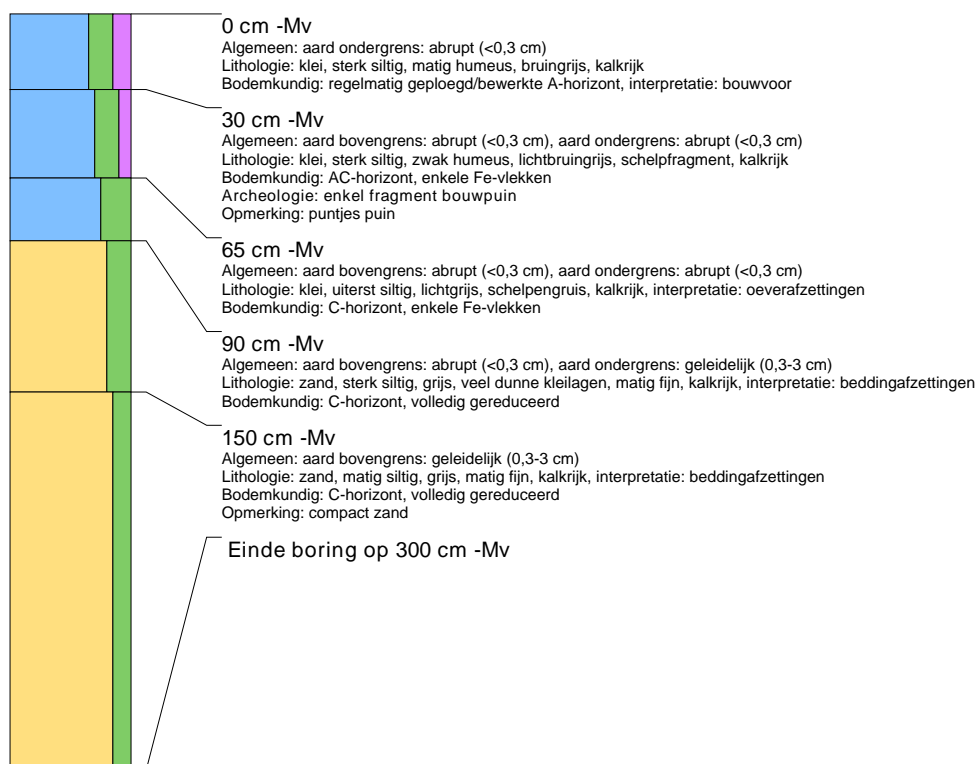 0 cm -Mv
Algemeen: aard ondergrens: abrupt (<0,3 cm)
Lithologie: klei, sterk siltig, matig humeus, bruingrijs, kalkrijk
Bodemkundig: regelmatig geploegd/bewerkte A-horizont, interpretatie: bouwvoor
30 cm -Mv
Algemeen: aard bovengrens: abrupt (<0,3 cm), aard ondergrens: abrupt (<0,3 cm)
Lithologie: klei, sterk siltig, zwak humeus, lichtbruingrijs, schelpfragment, kalkrijk
Bodemkundig: AC-horizont, enkele Fe-vlekken
Archeologie: enkel fragment bouwpuin
Opmerking: puntjes puin
65 cm -Mv
Algemeen: aard bovengrens: abrupt (<0,3 cm), aard ondergrens: abrupt (<0,3 cm)
Lithologie: klei, uiterst siltig, lichtgrijs, schelpengruis, kalkrijk, interpretatie: oeverafzettingen
Bodemkundig: C-horizont, enkele Fe-vlekken
90 cm -Mv
Algemeen: aard bovengrens: abrupt (<0,3 cm), aard ondergrens: geleidelijk (0,3-3 cm)
Lithologie: zand, sterk siltig, grijs, veel dunne kleilagen, matig fijn, kalkrijk, interpretatie: beddingafzettingen
Bodemkundig: C-horizont, volledig gereduceerd
150 cm -Mv
Algemeen: aard bovengrens: geleidelijk (0,3-3 cm)
Lithologie: zand, matig siltig, grijs, matig fijn, kalkrijk, interpretatie: beddingafzettingen
Bodemkundig: C-horizont, volledig gereduceerd
Opmerking: compact zand
Einde boring op 300 cm -Mv